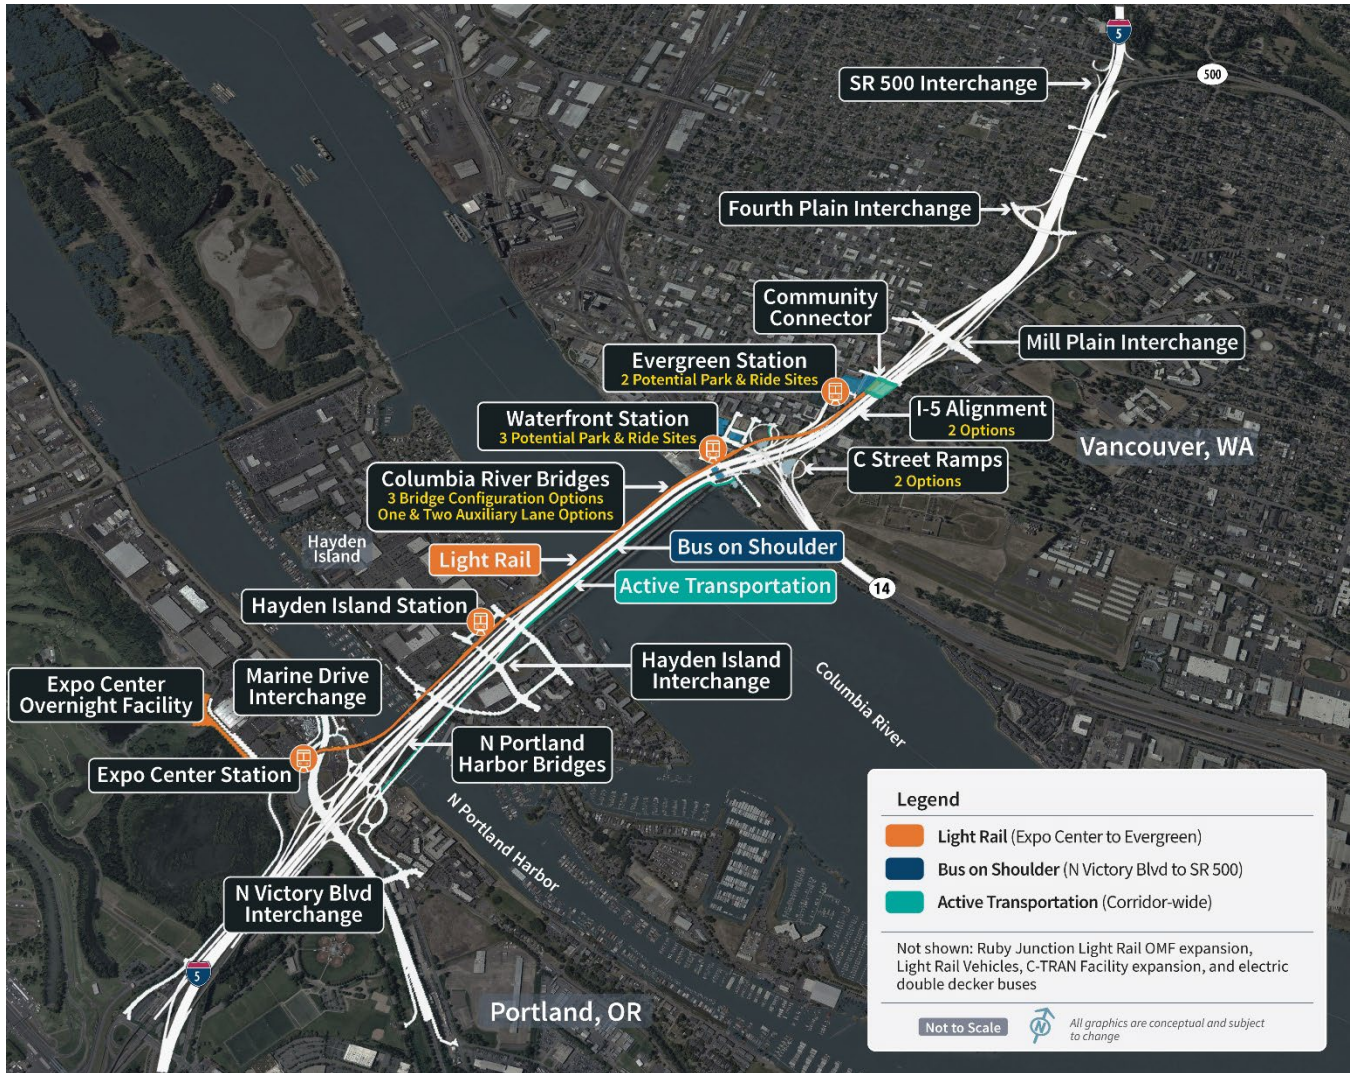 5
SR 500 Interchange
500
Fourth Plain Interchange
Community
Connector
Mill Plain Interchange
Evergreen Station
2 Potential Park & Ride Sites
I-5 Alignment
2 Options
Waterfront Station
3 Potential Park & Ride Sites
Vancouver, WA
C Street Ramps
2 Options
Columbia River Bridges
3 Bridge Configuration Options
One & Two Auxiliary Lane Options
Hayden
Island
Light Rail
Bus on Shoulder
Active Transportation
14
Hayden Island Station
Hayden Island
Interchange
Marine Drive
Interchange
Expo Center
Overnight Facility
Columbia River
N Portland
Harbor Bridges
Expo Center Station
N Portland Harbor
N Victory Blvd
Interchange
5
Portland, OR
Legend
Light Rail (Expo Center to Evergreen)
Bus on Shoulder (N Victory Blvd to SR 500)
Active Transportation (Corridor-wide)
Not shown: Ruby Junction Light Rail OMF expansion,
Light Rail Vehicles, C-TRAN Facility expansion, and electric
double decker buses
Not to Scale
N
All graphics are conceptual and subject
to change